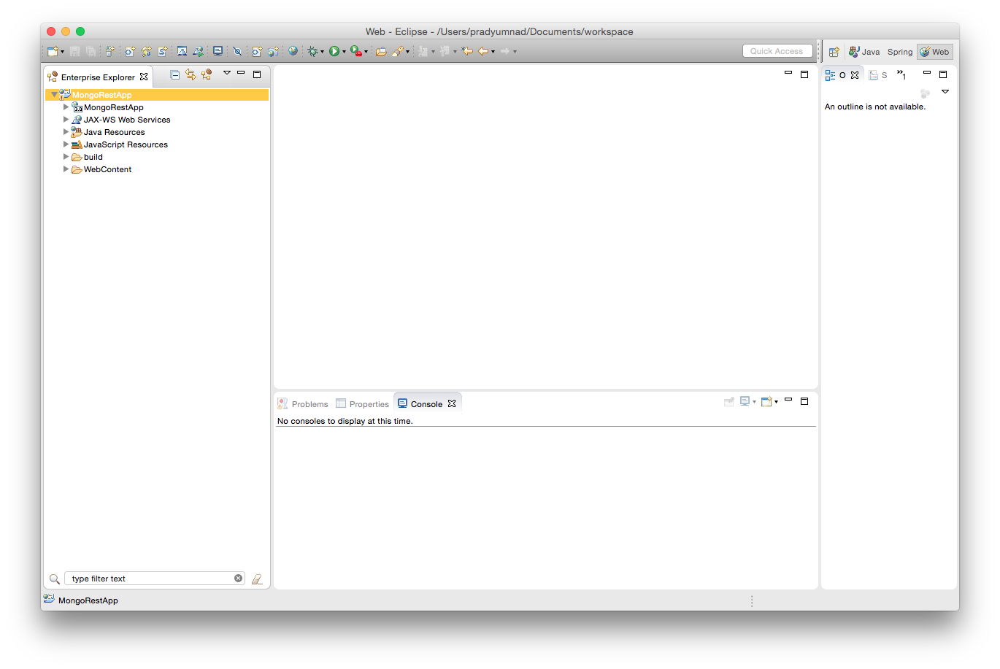 Web - Eclipse - /Users/pradyumnad/Documents/workspace
Quick Access
Java
Spring
Web
Enterprise Explorer
MongoRestApp
3.0 MongoRestApp
JAX-WS Web Services
Java Resources
JavaScript Resources
build
WebContent
type filter text
O
S
»1
An outline is not available.
Problems
Properties
Console
No consoles to display at this time.
MongoRestApp